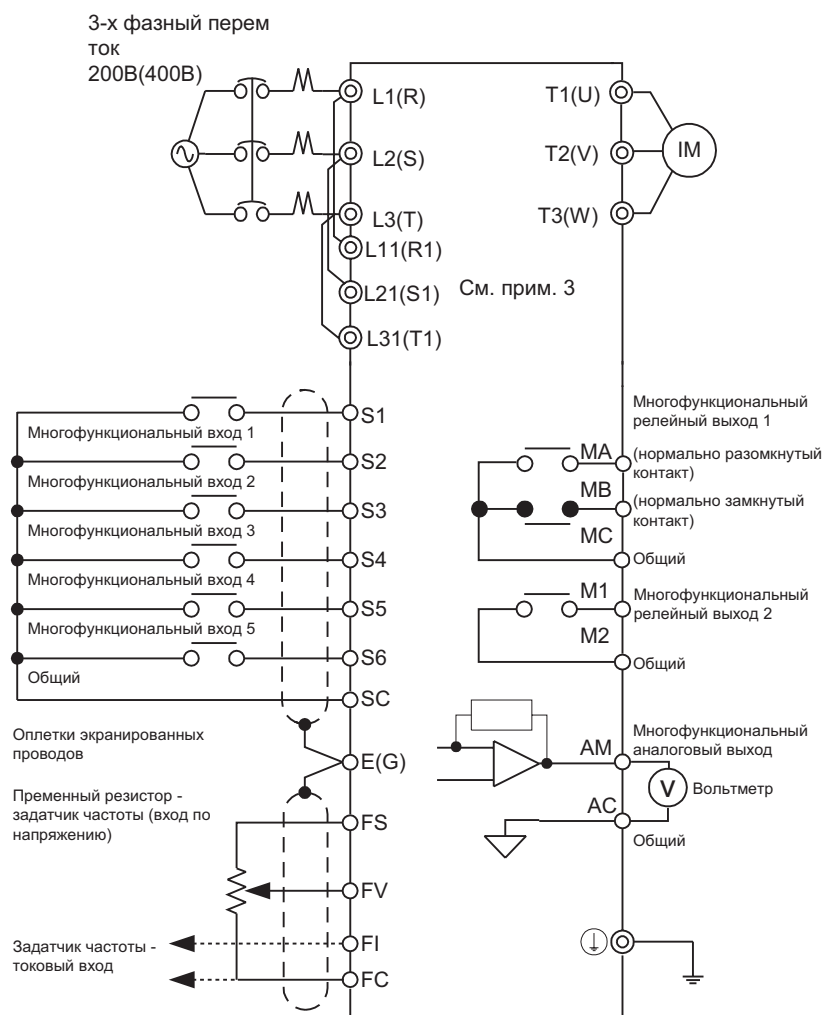 3-х фазный перем
ток
200В(400В)
L1(R)
L2(S)
L3(T)
L11(R1)
L21(S1)
L31(T1)
См. прим. 3
T1(U)
T2(V)
T3(W)
IM
S1
Многофункциональный вход 1
S2
Многофункциональный вход 2
S3
Многофункциональный вход 3
S4
Многофункциональный вход 4
S5
Многофункциональный вход 5
S6
Общий
SC
Оплетки экранированных
проводов
E(G)
Пременный резистор -
задатчик частоты (вход по
напряжению)
FS
FV
Задатчик частоты -
токовый вход
FI
FC
Многофункциональный
релейный выход 1
MA
(нормально разомкнутый
контакт)
MB
(нормально замкнутый
контакт)
MC
Общий
M1
Многофункциональный
релейный выход 2
M2
Общий
Многофункциональный
аналоговый выход
AM
V
Вольтметр
AC
Общий